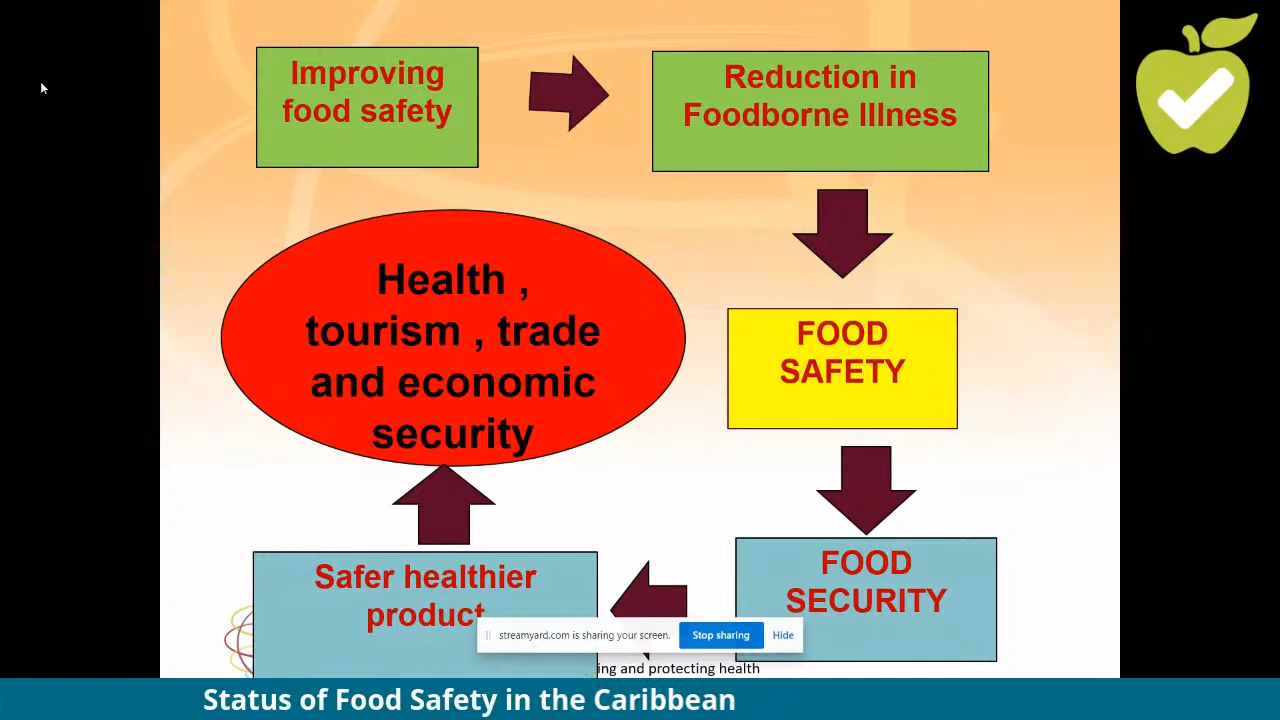 Improving
food safety
Reduction in
Foodborne Illness
Health ,
tourism , trade
and economic
security
FOOD
SAFETY
Safer healthier
product
FOOD
SECURITY
streamyard.com is sharing your screen.
Stop sharing
Hide
ing and protecting health
Status of Food Safety in the Caribbean